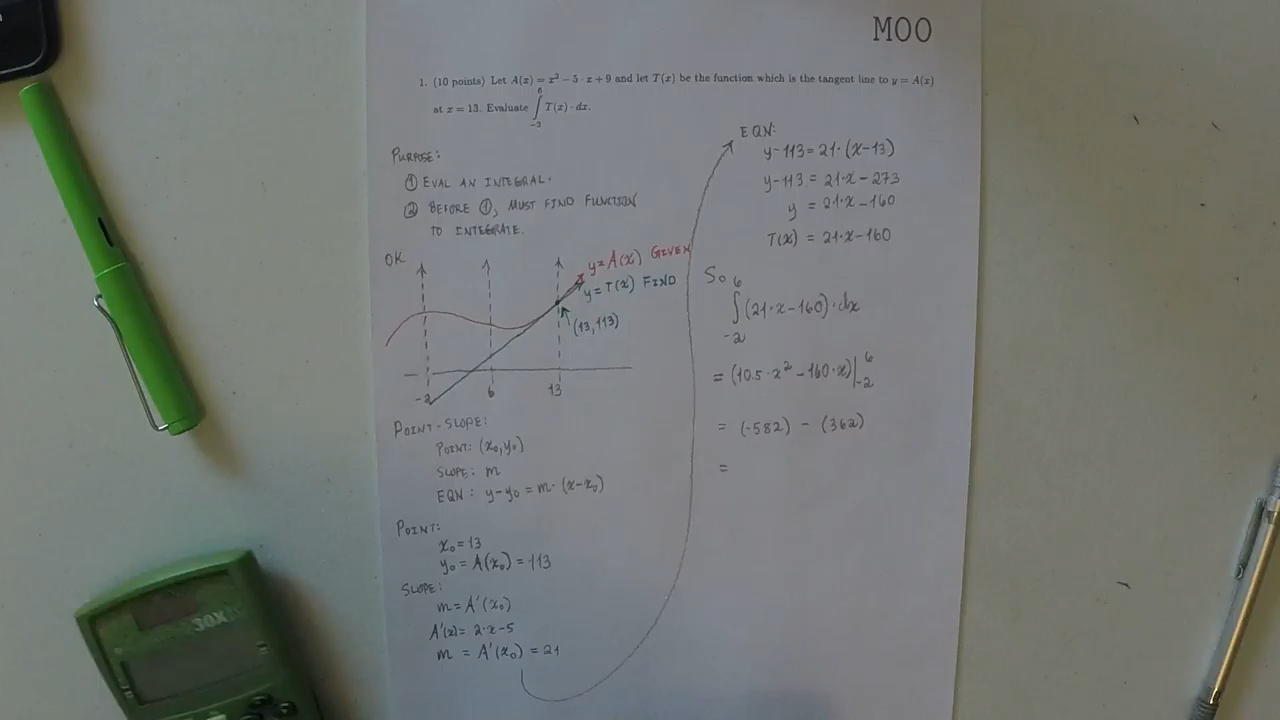 MOO
1. (10 points) Let A(x) = x² − 5 · x + 9 and let T(x) be the function which is the tangent line to y = A(x)
at x = 13. Evaluate ∫₋₃⁶ T(x) · dx.
PURPOSE:
① EVAL AN INTEGRAL.
② BEFORE ①, MUST FIND FUNCTION
TO INTEGRATE.
OK
y=A(x) GIVEN
y=T(x) FIND
(13,113)
-2 6 13
POINT-SLOPE:
POINT: (x₀,y₀)
SLOPE: m
EQN: y-y₀ = m·(x-x₀)
POINT:
x₀=13
y₀ = A(x₀) = 113
SLOPE:
m = A'(x₀)
A'(x) = 2·x-5
m = A'(x₀) = 21
EQN:
y-113 = 21·(x-13)
y-113 = 21·x-273
y = 21·x-160
T(x) = 21·x-160
So
∫₋₂⁶ (21·x-160)·dx
= (10.5·x²-160·x)|₋₂⁶
= (-582) - (362)
=
30X